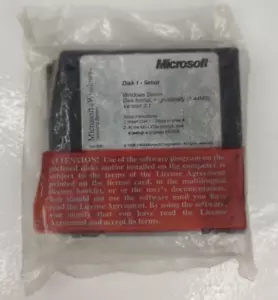 Microsoft
Disk 1 - Setup
Microsoft Windows
Version 3.1
ATTENTION! Use of the software program on the
enclosed disks and/or installed on the computer is
subject to the terms of the License Agreement
printed on the license card, in the multilingual
license booklet, or in the user's documentation.
You should not use the software until you have
read the License Agreement. By using the software,
you signify that you have read the License
Agreement and accept its terms.